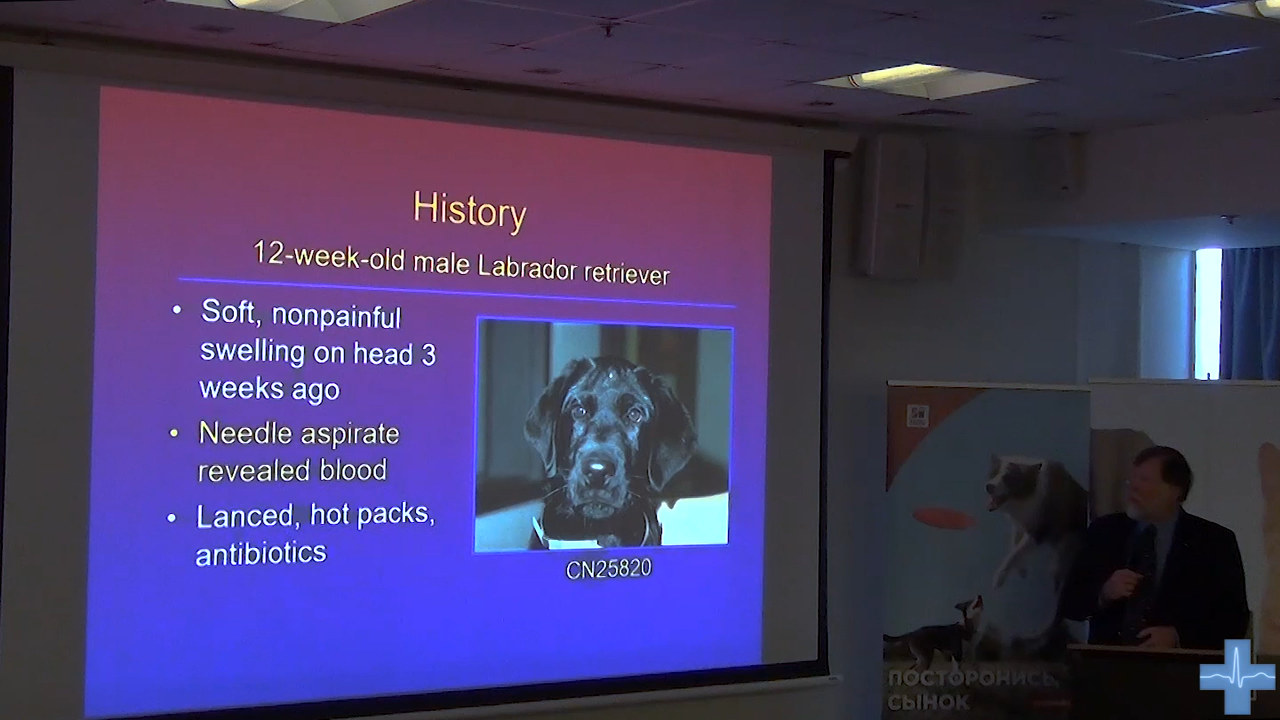 History
12-week-old male Labrador retriever
• Soft, nonpainful
swelling on head 3
weeks ago
• Needle aspirate
revealed blood
• Lanced, hot packs,
antibiotics
CN25820
ПОСТОРОНИСЬ,
СЫНОК